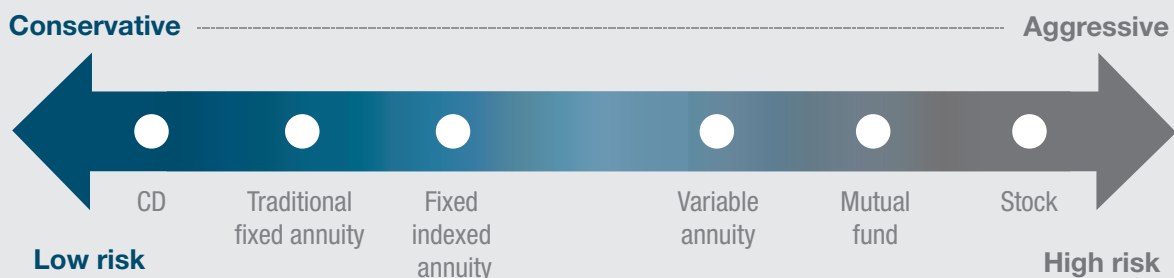 Conservative
Aggressive
CD
Traditional
fixed annuity
Fixed
indexed
annuity
Variable
annuity
Mutual
fund
Stock
Low risk
High risk